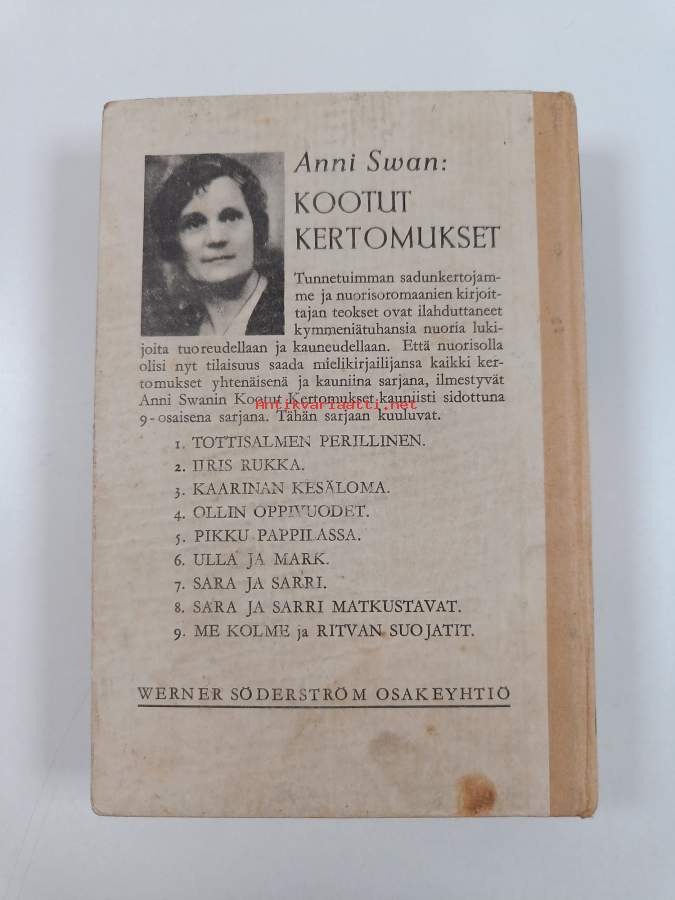 Anni Swan:
KOOTUT
KERTOMUKSET
Tunnetuimman sadunkertojam-
me ja nuorisoromaanien kirjoit-
tajan teokset ovat ilahduttaneet
kymmeniätuhansia nuoria luki-
joita tuoreudellaan ja kauneudellaan. Että nuorisolla
olisi nyt tilaisuus saada mielikirjailijansa kaikki ker-
tomukset yhtenäisenä ja kauniina sarjana, ilmestyvät
Anni Swanin Kootut Kertomukset kauniisti sidottuna
Antikvariaatti.net
9-osaisena sarjana. Tähän sarjaan kuuluvat.
1. TOTTISALMEN PERILLINEN.
2. IIRIS RUKKA.
3. KAARINAN KESÄLOMA.
4. OLLIN OPPIVUODET.
5. PIKKU PAPPILASSA.
6. ULLA JA MARK.
7. SARA JA SARRI.
8. SARA JA SARRI MATKUSTAVAT.
9. ME KOLME ja RITVAN SUOJATIT.
WERNER SÖDERSTRÖM OSAKEYHTIÖ